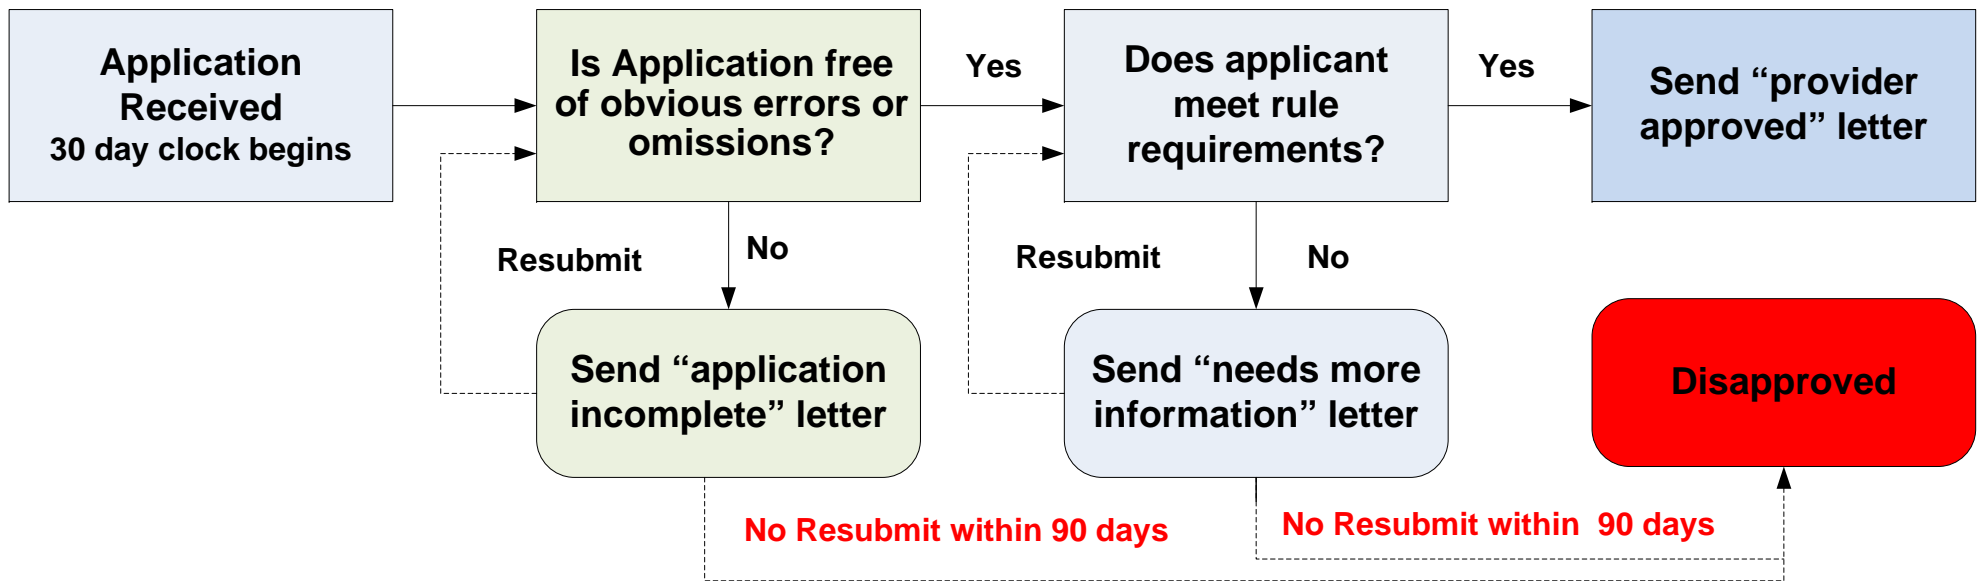 Application
Received
30 day clock begins
Is Application free
of obvious errors or
omissions?
Yes
Does applicant
meet rule
requirements?
Yes
Send “provider
approved” letter
Resubmit
No
Resubmit
No
Send “application
incomplete” letter
Send “needs more
information” letter
Disapproved
No Resubmit within 90 days
No Resubmit within  90 days